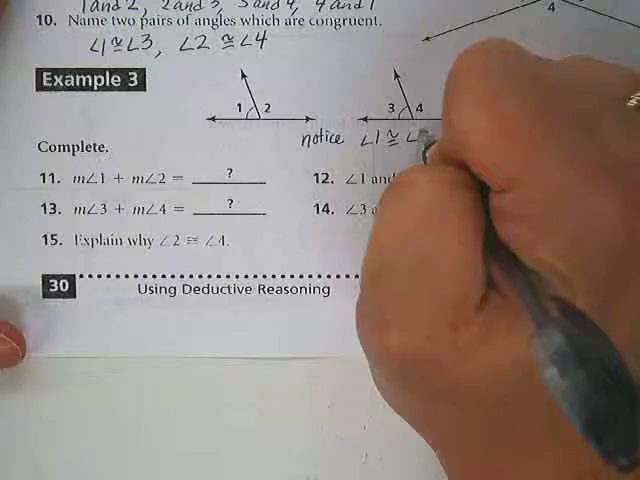 1 and 2, 2 and 3, 3 and 4, 4 and 1
10. Name two pairs of angles which are congruent.
4
∠1≅∠3, ∠2≅∠4
Example 3
1 2
3 4
notice ∠1≅∠
Complete.
11. m∠1 + m∠2 = ?
12. ∠1 and
13. m∠3 + m∠4 = ?
14. ∠3
15. Explain why ∠2 ≅ ∠4.
30 Using Deductive Reasoning